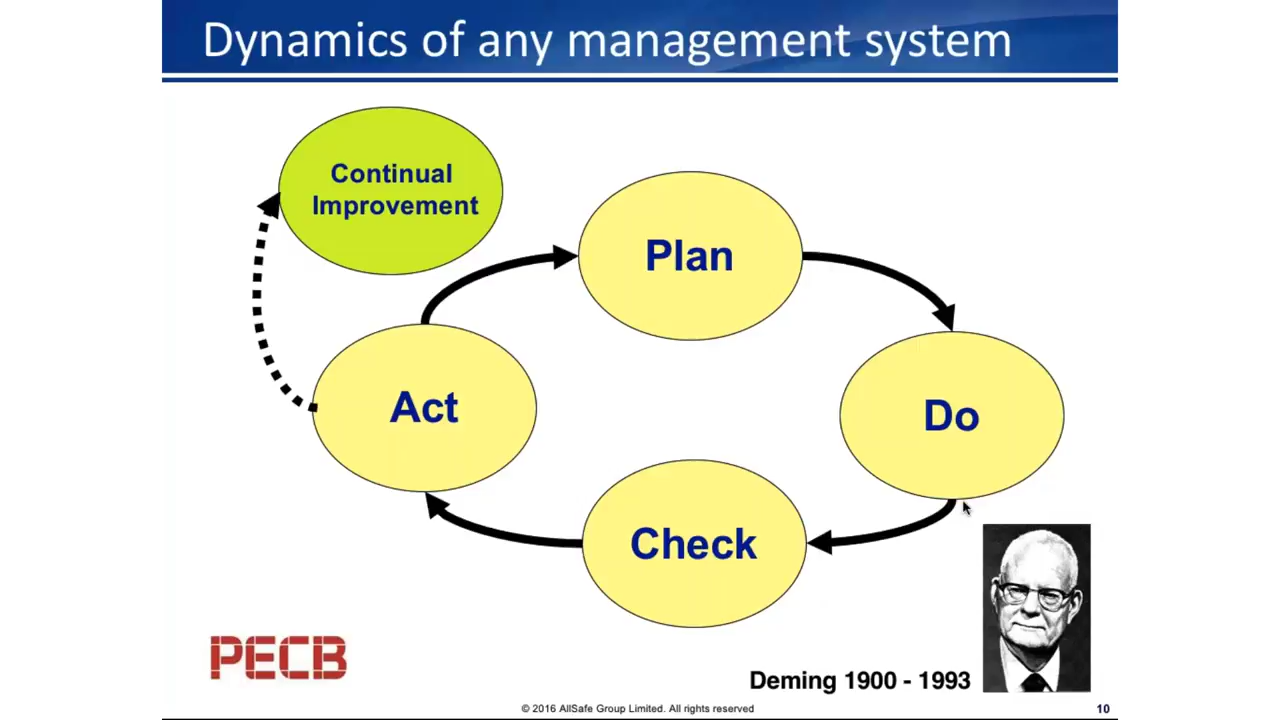 Dynamics of any management system
Continual
Improvement
Plan
Act
Do
Check
PECB
Deming 1900 - 1993
© 2016 AllSafe Group Limited. All rights reserved
10